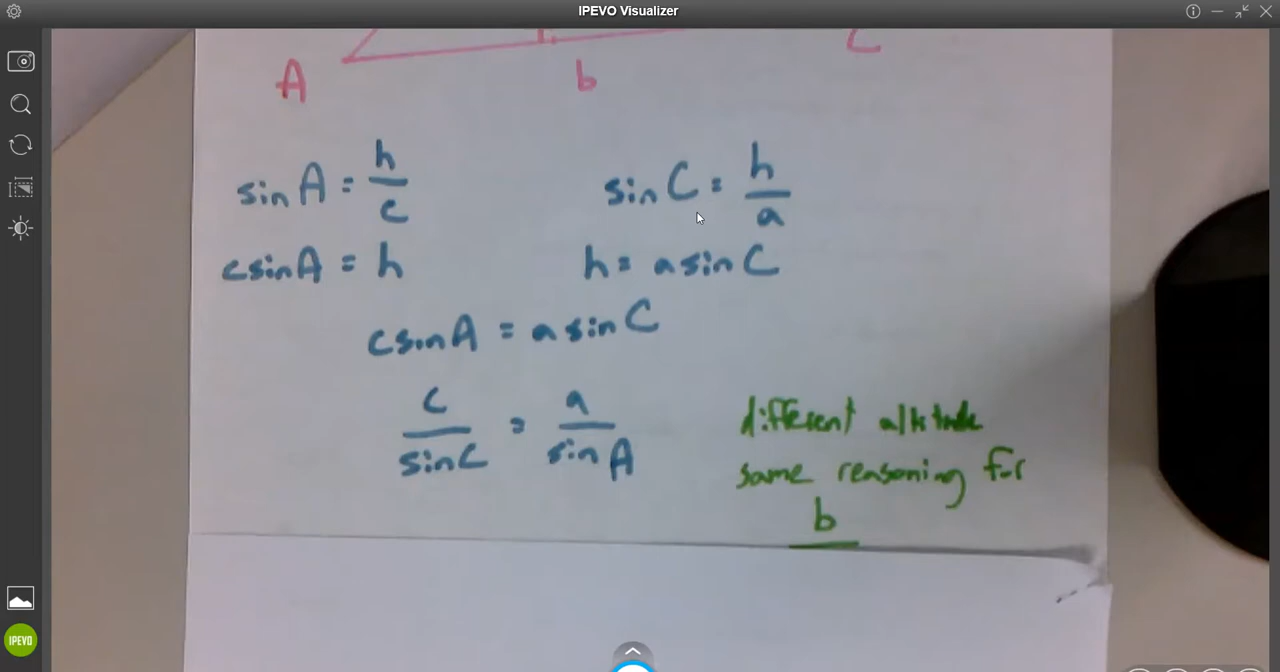 IPEVO Visualizer
A
b
C
sin A = h/c
sin C = h/a
c sin A = h
h = a sin C
c sin A = a sin C
c/sin C = a/sin A
different altitude
same reasoning for
b
IPEVO